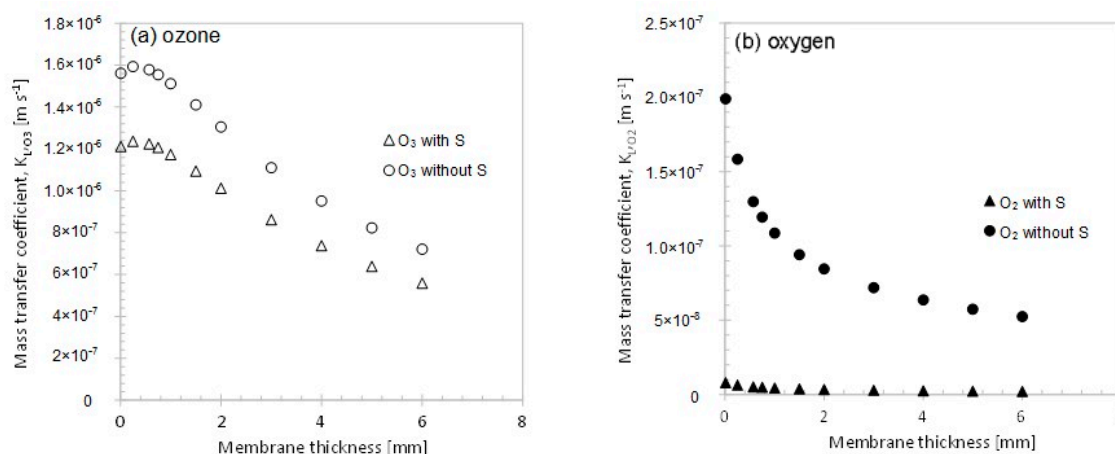 (a) ozone
Mass transfer coefficient, K_L,O3 [m s⁻¹]
1.8×10⁻⁶
1.6×10⁻⁶
1.4×10⁻⁶
1.2×10⁻⁶
1×10⁻⁶
8×10⁻⁷
6×10⁻⁷
4×10⁻⁷
2×10⁻⁷
0
O₃ with S
O₃ without S
0 2 4 6 8
Membrane thickness [mm]
(b) oxygen
Mass transfer coefficient, K_L,O2 [m s⁻¹]
2.5×10⁻⁷
2.0×10⁻⁷
1.5×10⁻⁷
1.0×10⁻⁷
5×10⁻⁸
0
O₂ with S
O₂ without S
0 2 4 6
Membrane thickness [mm]